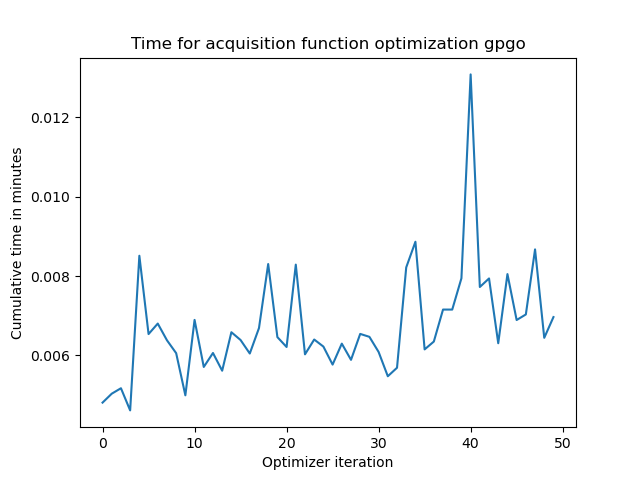 Time for acquisition function optimization gpgo
Cumulative time in minutes
0.012
0.010
0.008
0.006
0 10 20 30 40 50
Optimizer iteration